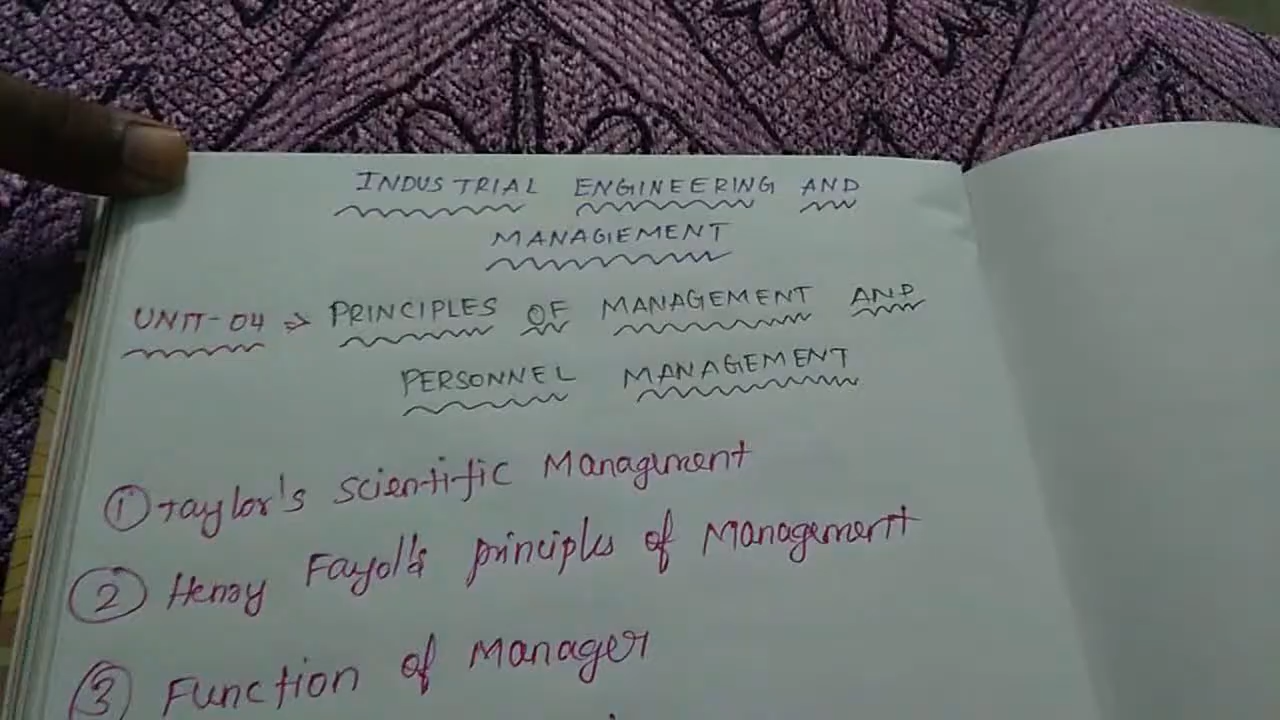 INDUSTRIAL ENGINEERING AND
MANAGEMENT
UNIT-04 ⇒ PRINCIPLES OF MANAGEMENT AND
PERSONNEL MANAGEMENT
① Taylor's Scientific Management
② Henry Fayol's principles of Management
③ Function of Manager